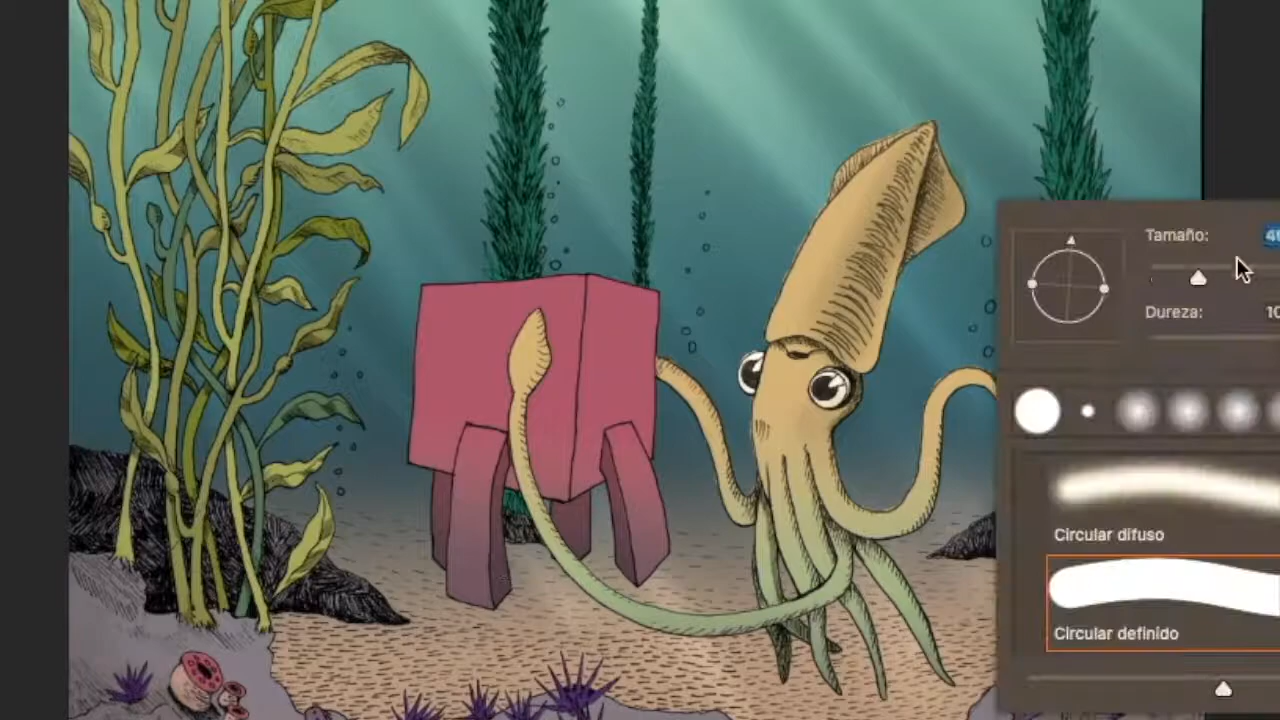 Tamaño:
Dureza:
Circular difuso
Circular definido